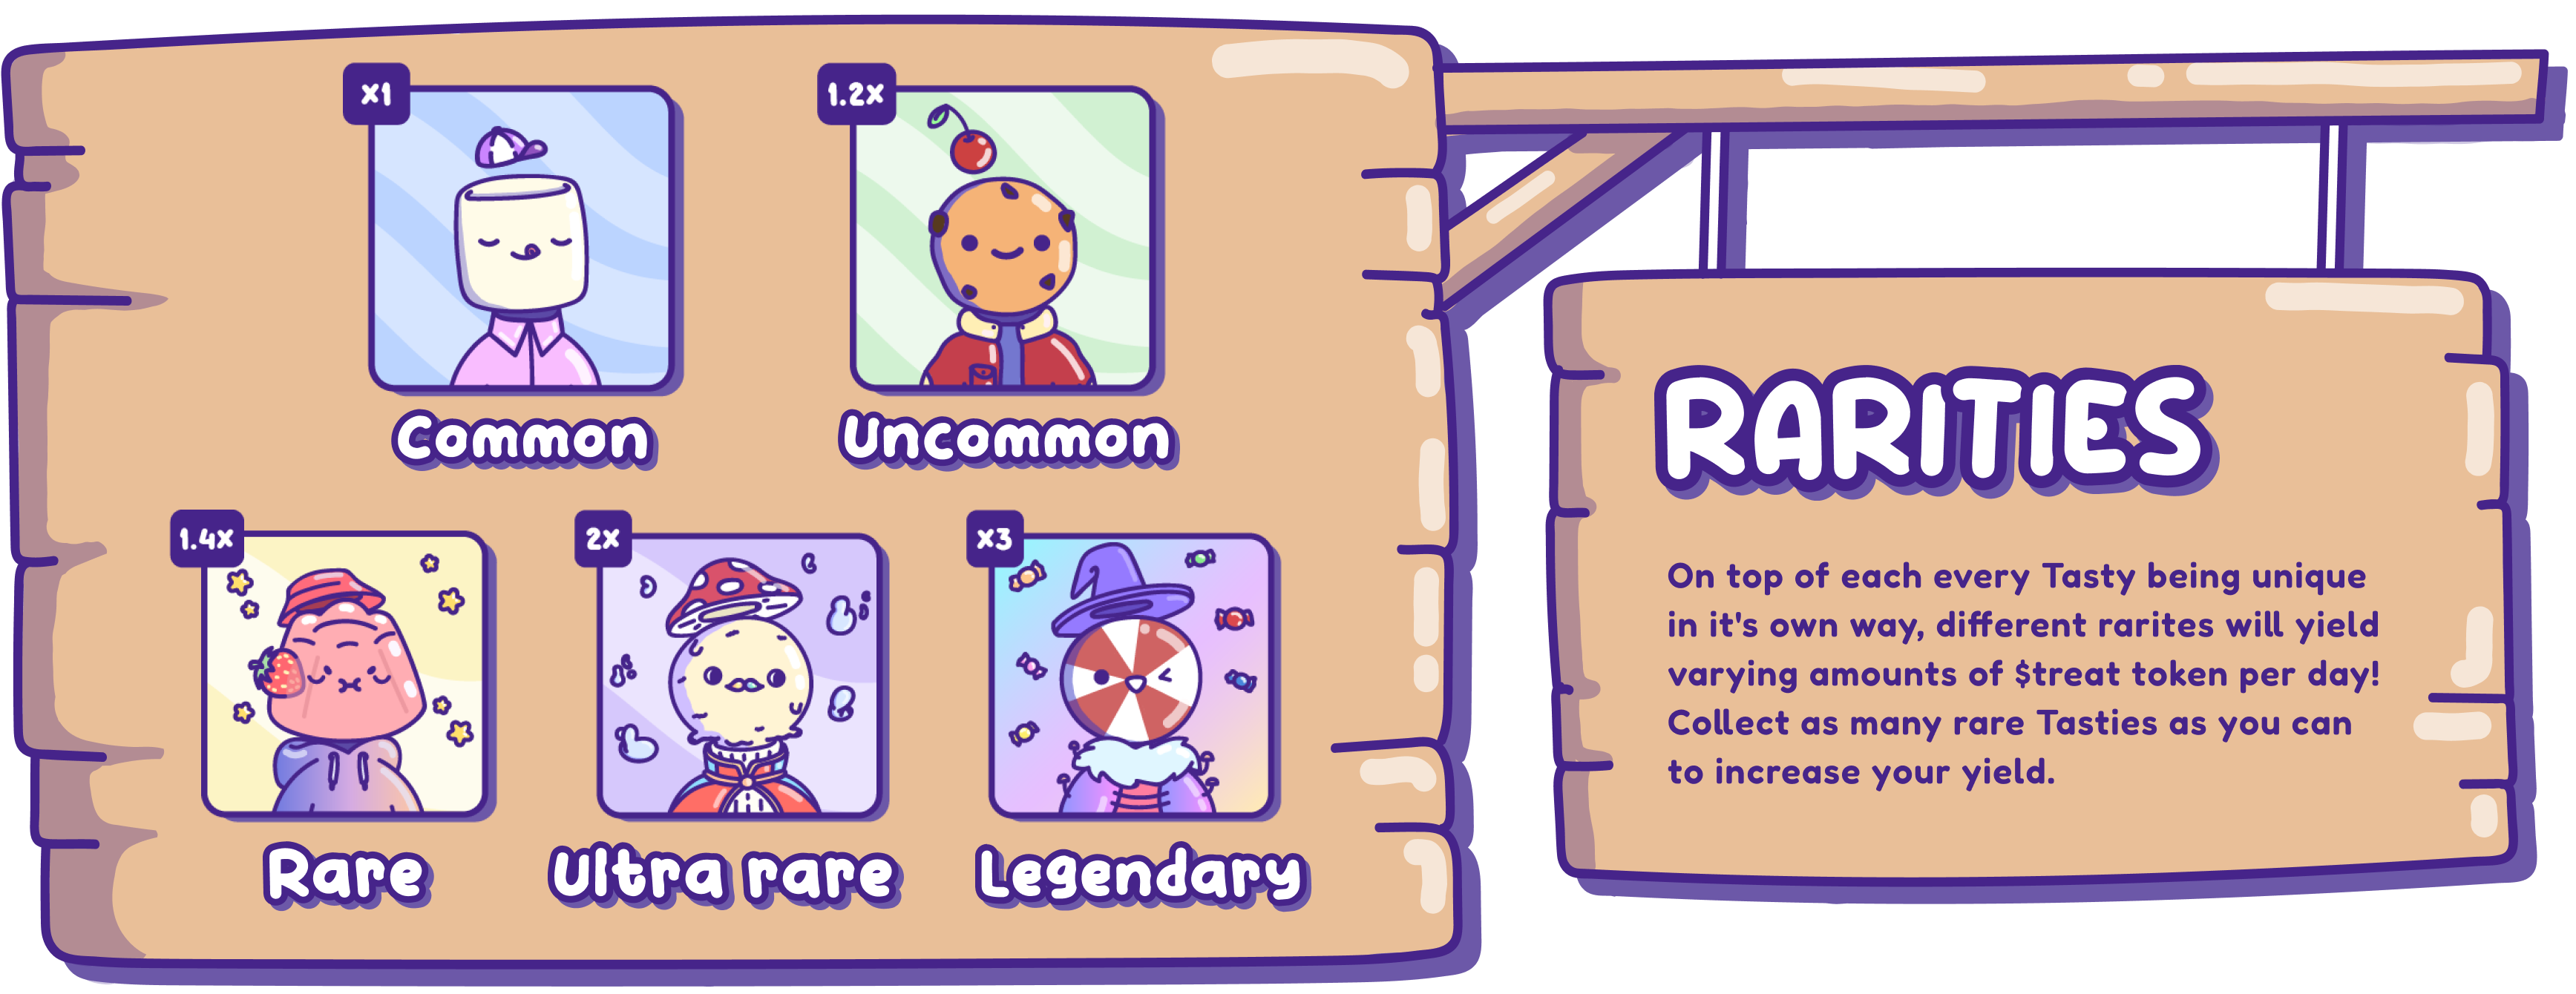 x1
1.2x
Common
Uncommon
1.4x
2x
x3
Rare
Ultra rare
Legendary
RARITIES
On top of each every Tasty being unique
in it's own way, different rarites will yield
varying amounts of $treat token per day!
Collect as many rare Tasties as you can
to increase your yield.